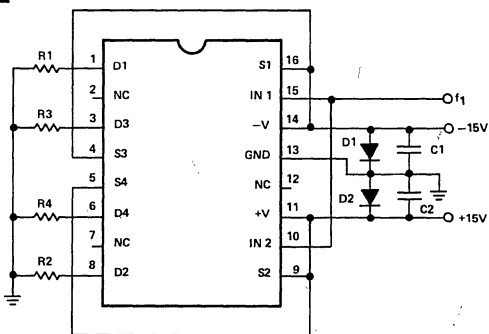 R1 1 D1 S1 16
2 NC IN 1 15 f1
R3 3 D3 −V 14 −15V
4 S3 GND 13 D1 C1
5 S4 NC 12
R4 6 D4 +V 11 D2 C2 +15V
7 NC IN 2 10
R2 8 D2 S2 9